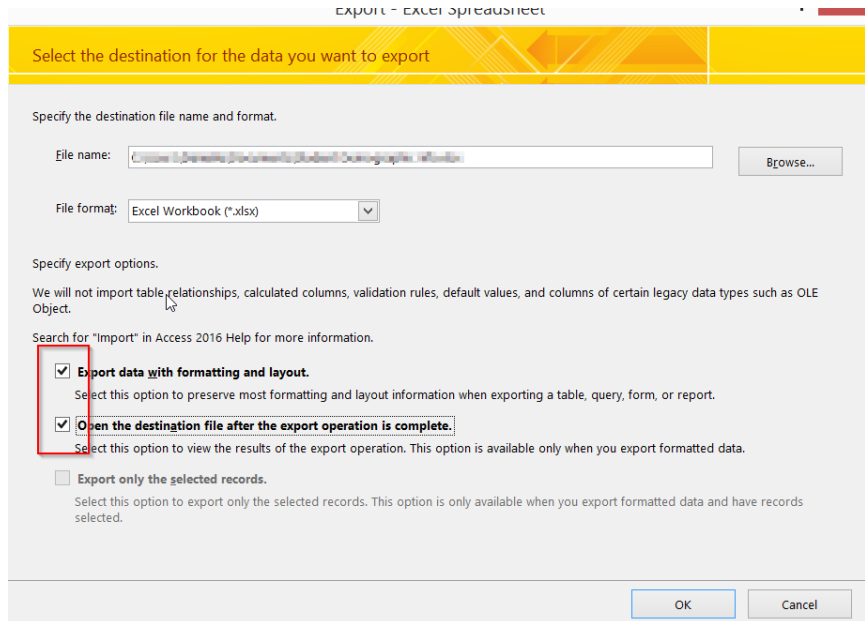 Export - Excel Spreadsheet
Select the destination for the data you want to export
Specify the destination file name and format.
File name:
Browse...
File format: Excel Workbook (*.xlsx)
Specify export options.
We will not import table relationships, calculated columns, validation rules, default values, and columns of certain legacy data types such as OLE
Object.
Search for "Import" in Access 2016 Help for more information.
Export data with formatting and layout.
Select this option to preserve most formatting and layout information when exporting a table, query, form, or report.
Open the destination file after the export operation is complete.
Select this option to view the results of the export operation. This option is available only when you export formatted data.
Export only the selected records.
Select this option to export only the selected records. This option is only available when you export formatted data and have records
selected.
OK Cancel